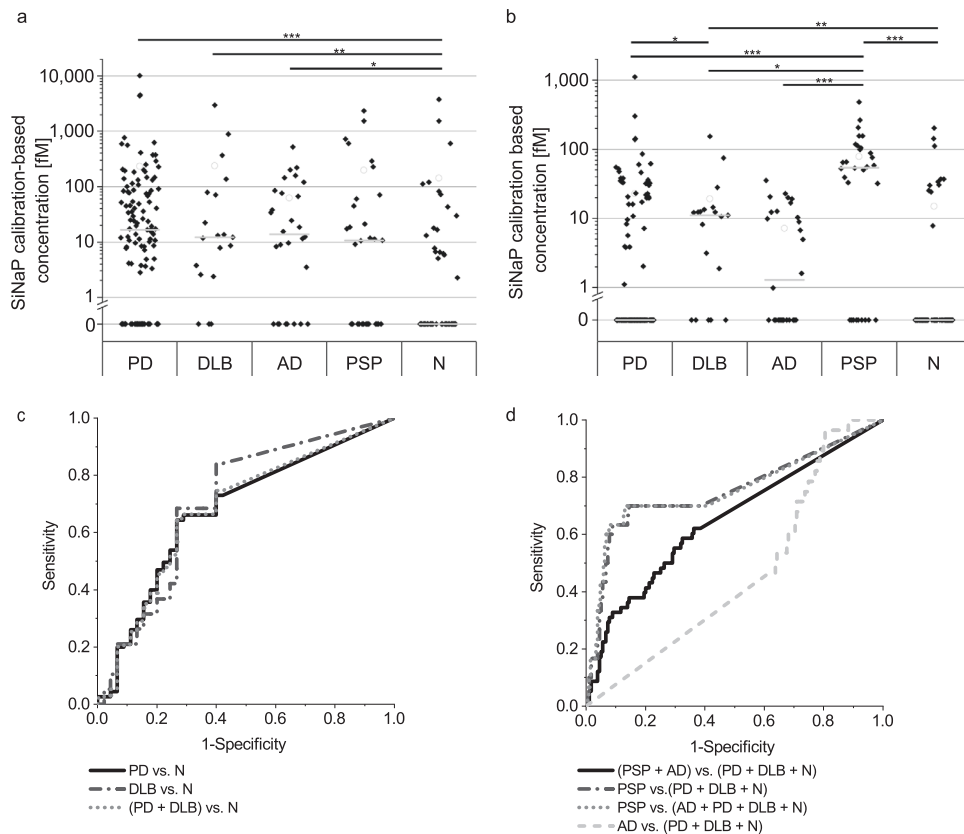 a
***
**
*
10,000
1,000
100
10
1
0
SiNaP calibration-based
concentration [fM]
PD DLB AD PSP N
b
**
* ***
***
*
***
1,000
100
10
1
0
SiNaP calibration based
concentration [fM]
PD DLB AD PSP N
c
1.0
0.8
0.6
0.4
0.2
0.0
Sensitivity
0.0 0.2 0.4 0.6 0.8 1.0
1-Specificity
PD vs. N
DLB vs. N
(PD + DLB) vs. N
d
1.0
0.8
0.6
0.4
0.2
0.0
Sensitivity
0.0 0.2 0.4 0.6 0.8 1.0
1-Specificity
(PSP + AD) vs. (PD + DLB + N)
PSP vs.(PD + DLB + N)
PSP vs. (AD + PD + DLB + N)
AD vs. (PD + DLB + N)